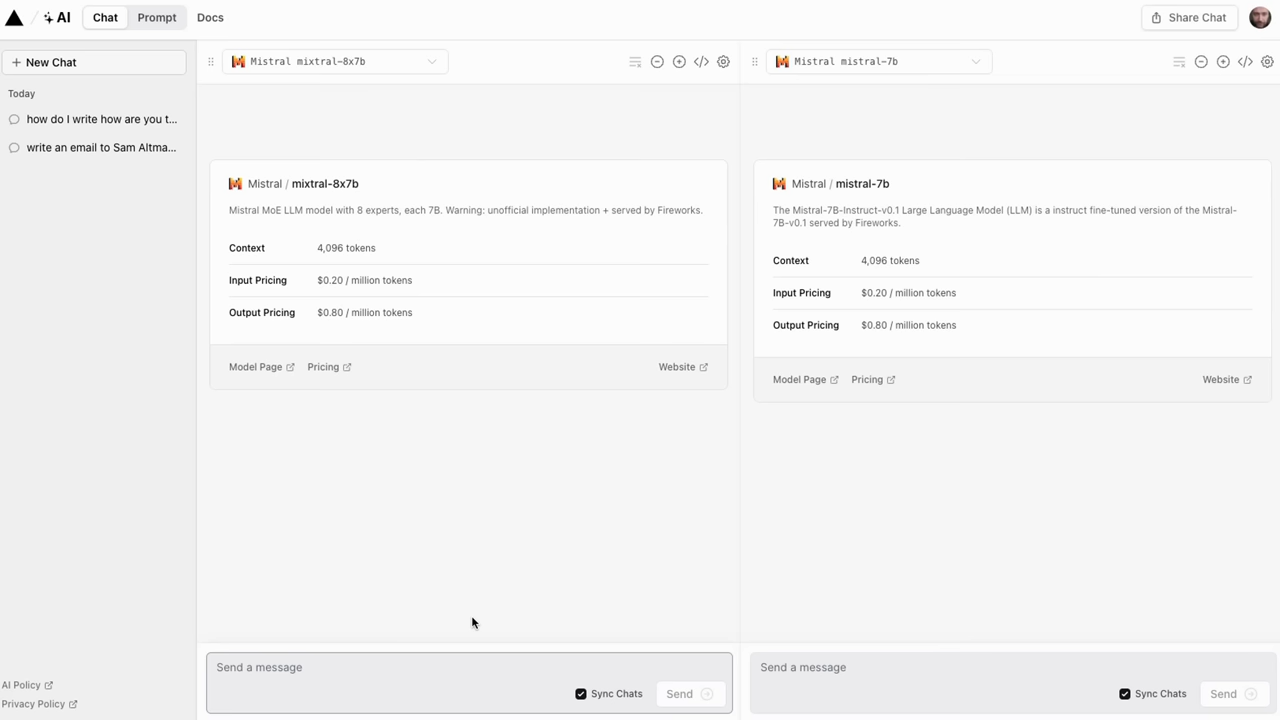 AI
Chat
Prompt
Docs
Share Chat
New Chat
Today
how do I write how are you t...
write an email to Sam Altma...
AI Policy
Privacy Policy
Mistral mixtral-8x7b
Mistral / mixtral-8x7b
Mistral MoE LLM model with 8 experts, each 7B. Warning: unofficial implementation + served by Fireworks.
Context 4,096 tokens
Input Pricing $0.20 / million tokens
Output Pricing $0.80 / million tokens
Model Page Pricing Website
Send a message
Sync Chats Send
Mistral mistral-7b
Mistral / mistral-7b
The Mistral-7B-Instruct-v0.1 Large Language Model (LLM) is a instruct fine-tuned version of the Mistral-
7B-v0.1 served by Fireworks.
Context 4,096 tokens
Input Pricing $0.20 / million tokens
Output Pricing $0.80 / million tokens
Model Page Pricing Website
Send a message
Sync Chats Send